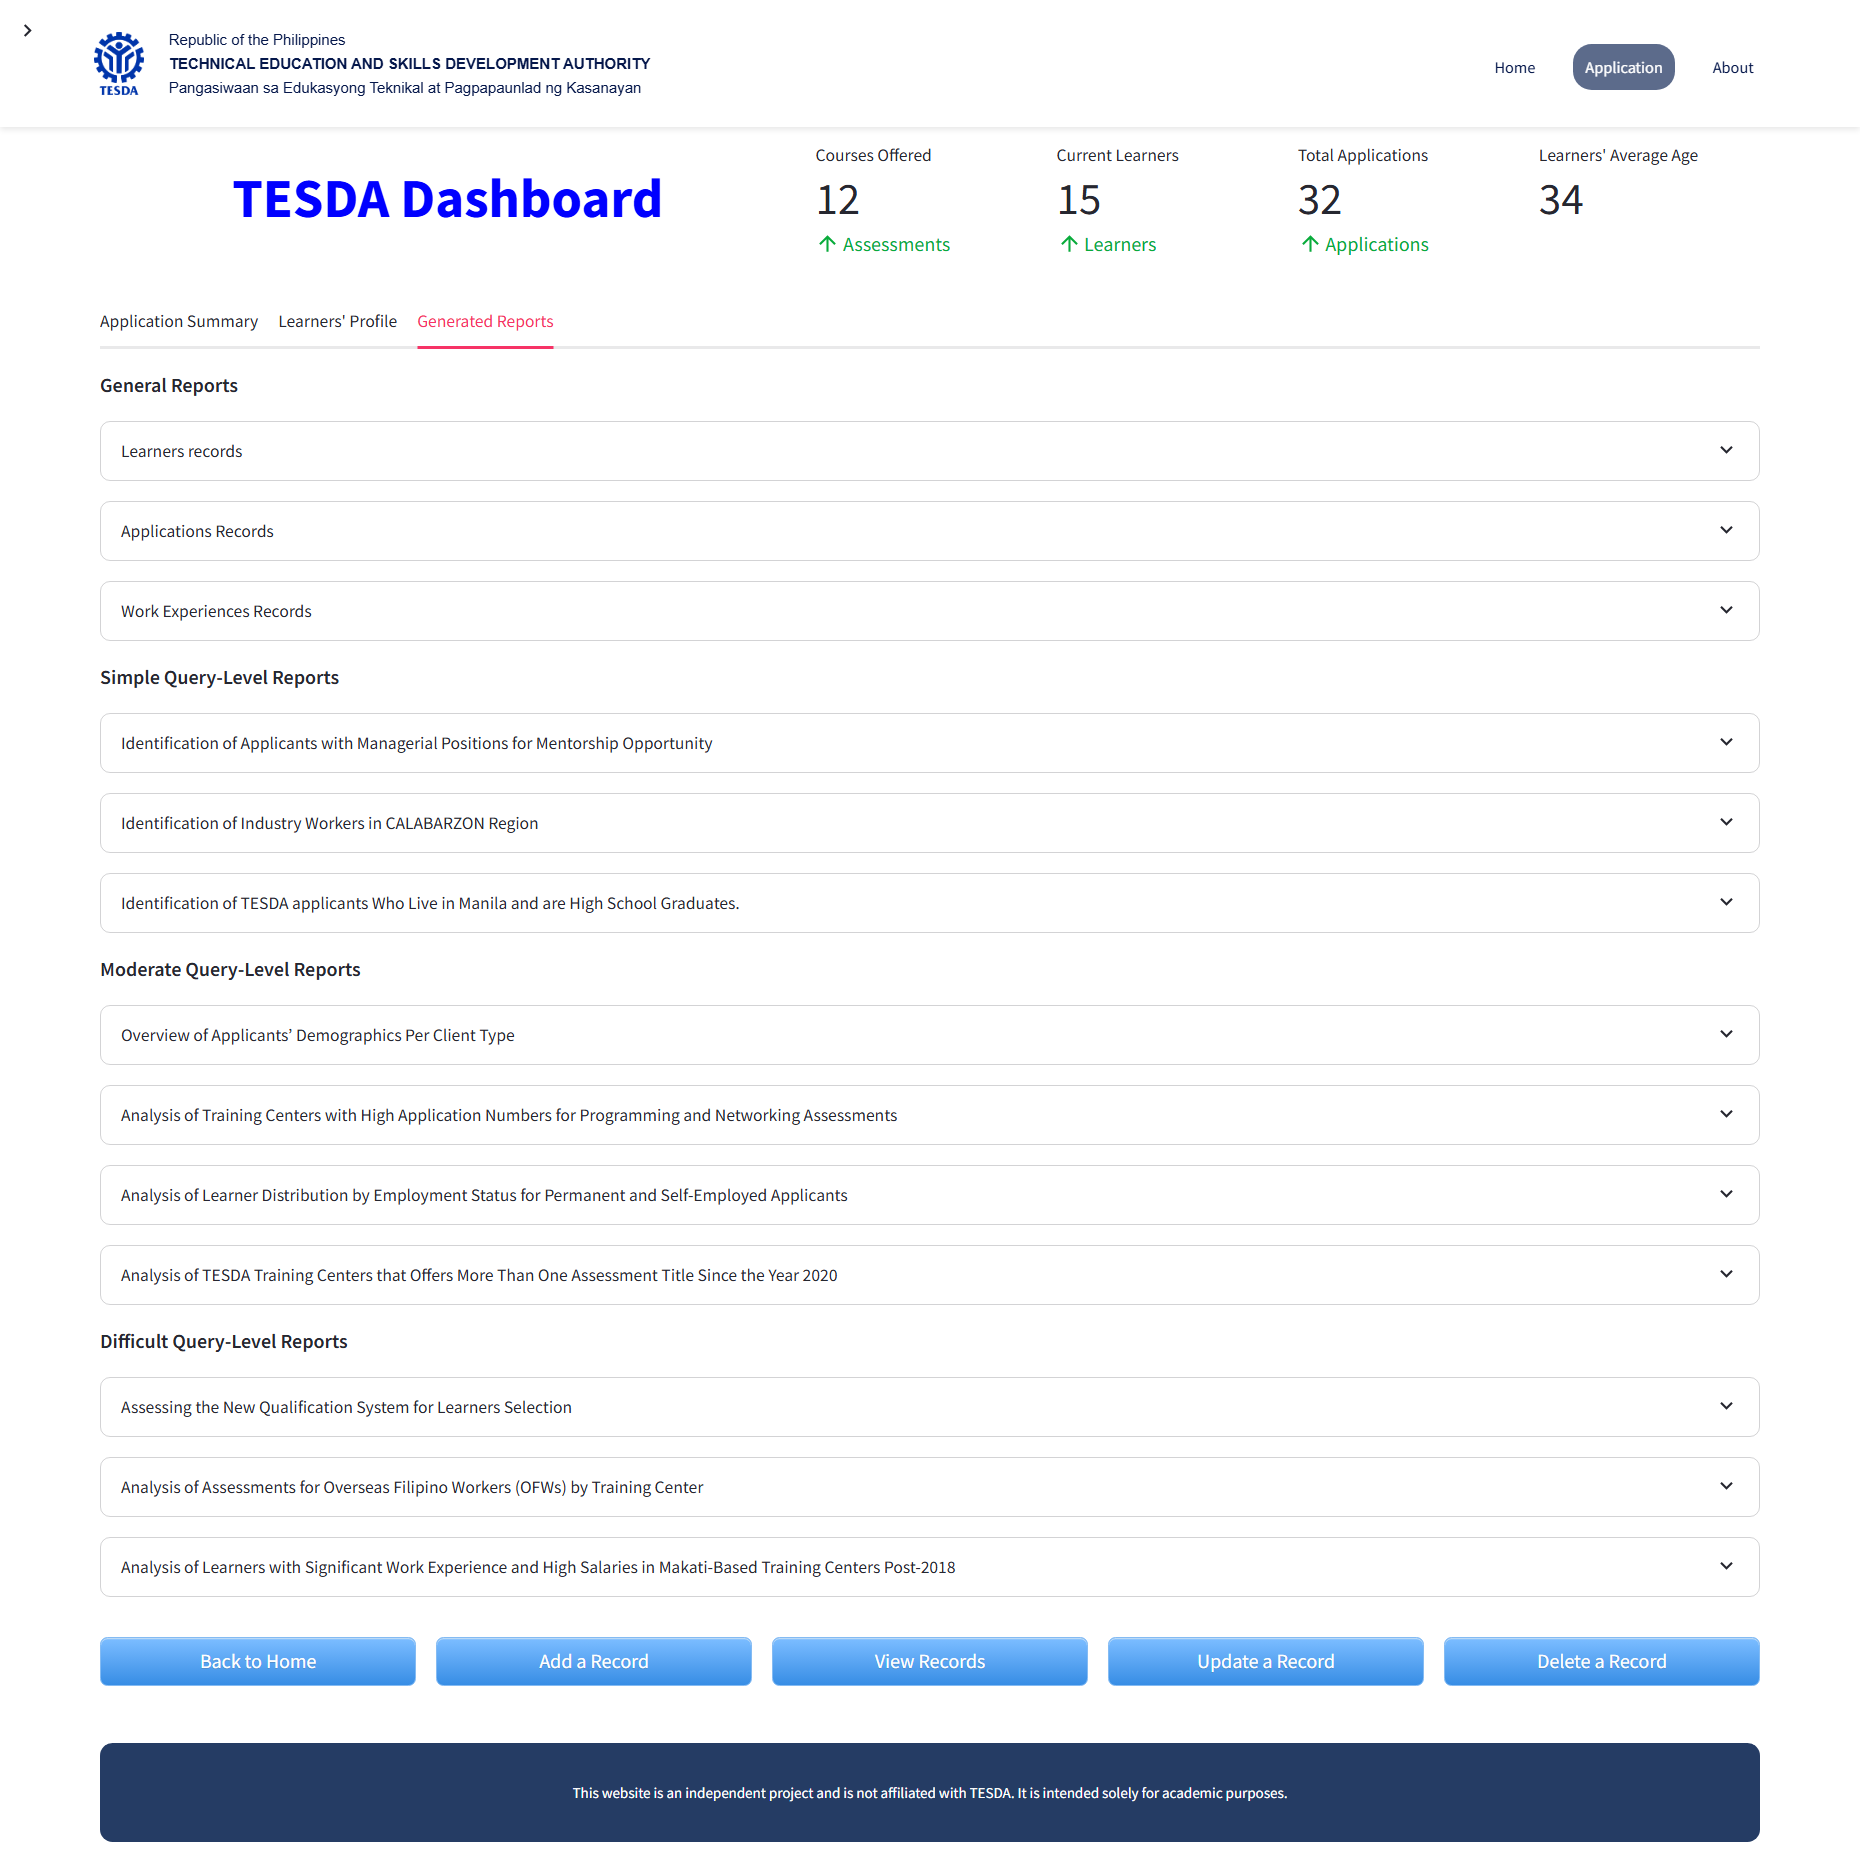 Republic of the Philippines
TECHNICAL EDUCATION AND SKILLS DEVELOPMENT AUTHORITY
Pangasiwaan sa Edukasyong Teknikal at Pagpapaunlad ng Kasanayan
TESDA
Home
Application
About
TESDA Dashboard
Courses Offered
12
Assessments
Current Learners
15
Learners
Total Applications
32
Applications
Learners' Average Age
34
Application Summary
Learners' Profile
Generated Reports
General Reports
Learners records
Applications Records
Work Experiences Records
Simple Query-Level Reports
Identification of Applicants with Managerial Positions for Mentorship Opportunity
Identification of Industry Workers in CALABARZON Region
Identification of TESDA applicants Who Live in Manila and are High School Graduates.
Moderate Query-Level Reports
Overview of Applicants’ Demographics Per Client Type
Analysis of Training Centers with High Application Numbers for Programming and Networking Assessments
Analysis of Learner Distribution by Employment Status for Permanent and Self-Employed Applicants
Analysis of TESDA Training Centers that Offers More Than One Assessment Title Since the Year 2020
Difficult Query-Level Reports
Assessing the New Qualification System for Learners Selection
Analysis of Assessments for Overseas Filipino Workers (OFWs) by Training Center
Analysis of Learners with Significant Work Experience and High Salaries in Makati-Based Training Centers Post-2018
Back to Home
Add a Record
View Records
Update a Record
Delete a Record
This website is an independent project and is not affiliated with TESDA. It is intended solely for academic purposes.